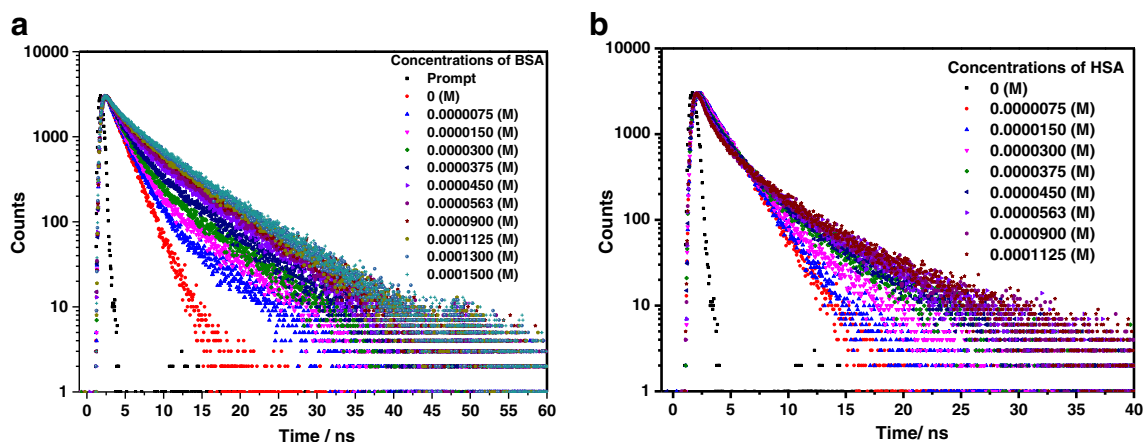 a
10000
1000
100
10
1
Counts
0 5 10 15 20 25 30 35 40 45 50 55 60
Time / ns
Concentrations of BSA
Prompt
0 (M)
0.0000075 (M)
0.0000150 (M)
0.0000300 (M)
0.0000375 (M)
0.0000450 (M)
0.0000563 (M)
0.0000900 (M)
0.0001125 (M)
0.0001300 (M)
0.0001500 (M)
b
10000
1000
100
10
1
Counts
0 5 10 15 20 25 30 35 40
Time/ ns
Concentrations of HSA
0 (M)
0.0000075 (M)
0.0000150 (M)
0.0000300 (M)
0.0000375 (M)
0.0000450 (M)
0.0000563 (M)
0.0000900 (M)
0.0001125 (M)